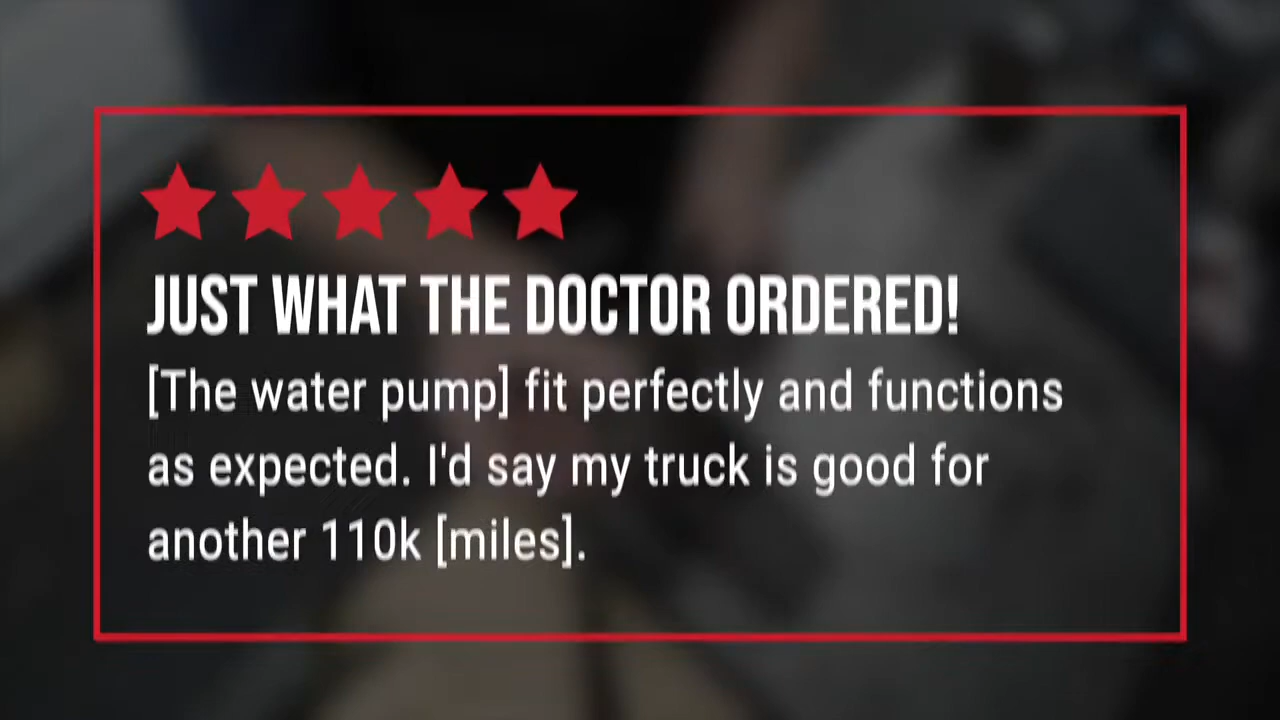 JUST WHAT THE DOCTOR ORDERED!
[The water pump] fit perfectly and functions
as expected. I'd say my truck is good for
another 110k [miles].